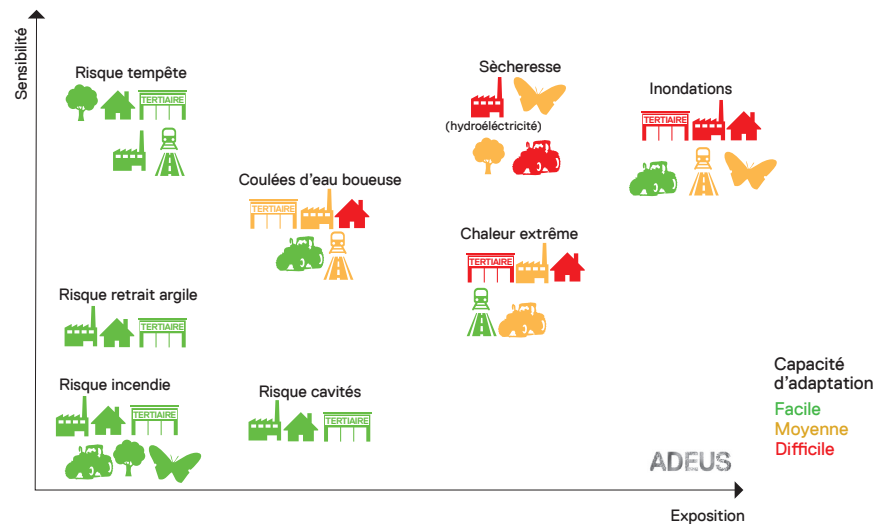 Sensibilité
Risque tempête
TERTIAIRE
Sècheresse
(hydroéléctricité)
Inondations
TERTIAIRE
Coulées d'eau boueuse
TERTIAIRE
Chaleur extrême
TERTIAIRE
Risque retrait argile
TERTIAIRE
Risque incendie
TERTIAIRE
Risque cavités
TERTIAIRE
Capacité
d'adaptation
Facile
Moyenne
Difficile
ADEUS
Exposition